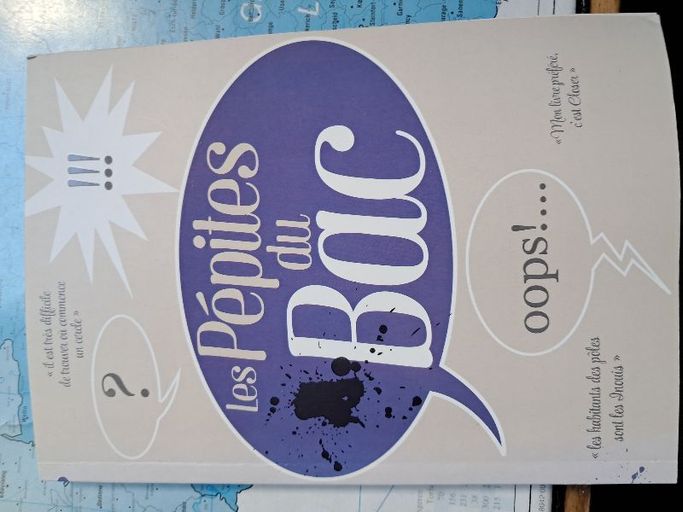 !!!
« il est très difficile
de trouver où commence
un cercle »
?
Les Pépites
du
Bac
oops!...
« Mon livre préféré,
c'est Closer »
« les habitants des pôles
sont les Inouis »